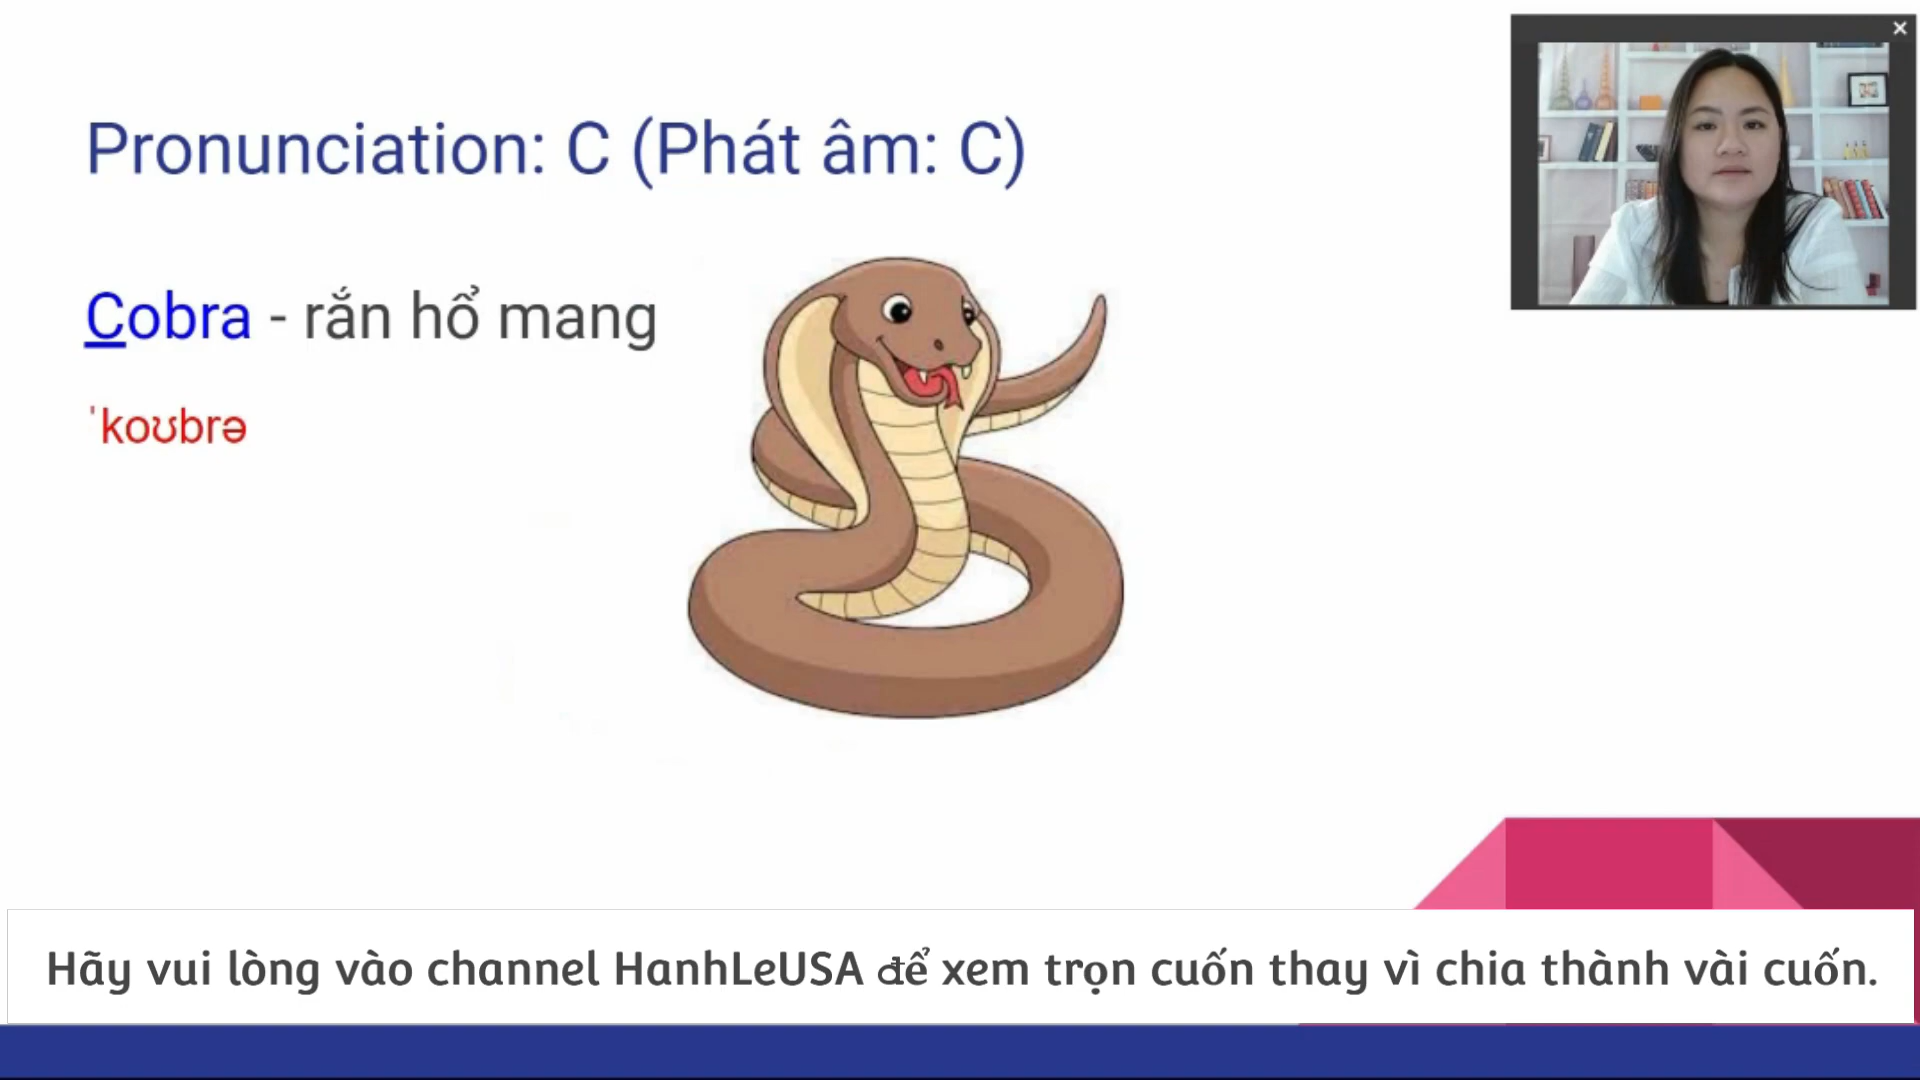 Pronunciation: C (Phát âm: C)
Cobra - rắn hổ mang
ˈkoʊbrə
Hãy vui lòng vào channel HanhLeUSA để xem trọn cuốn thay vì chia thành vài cuốn.